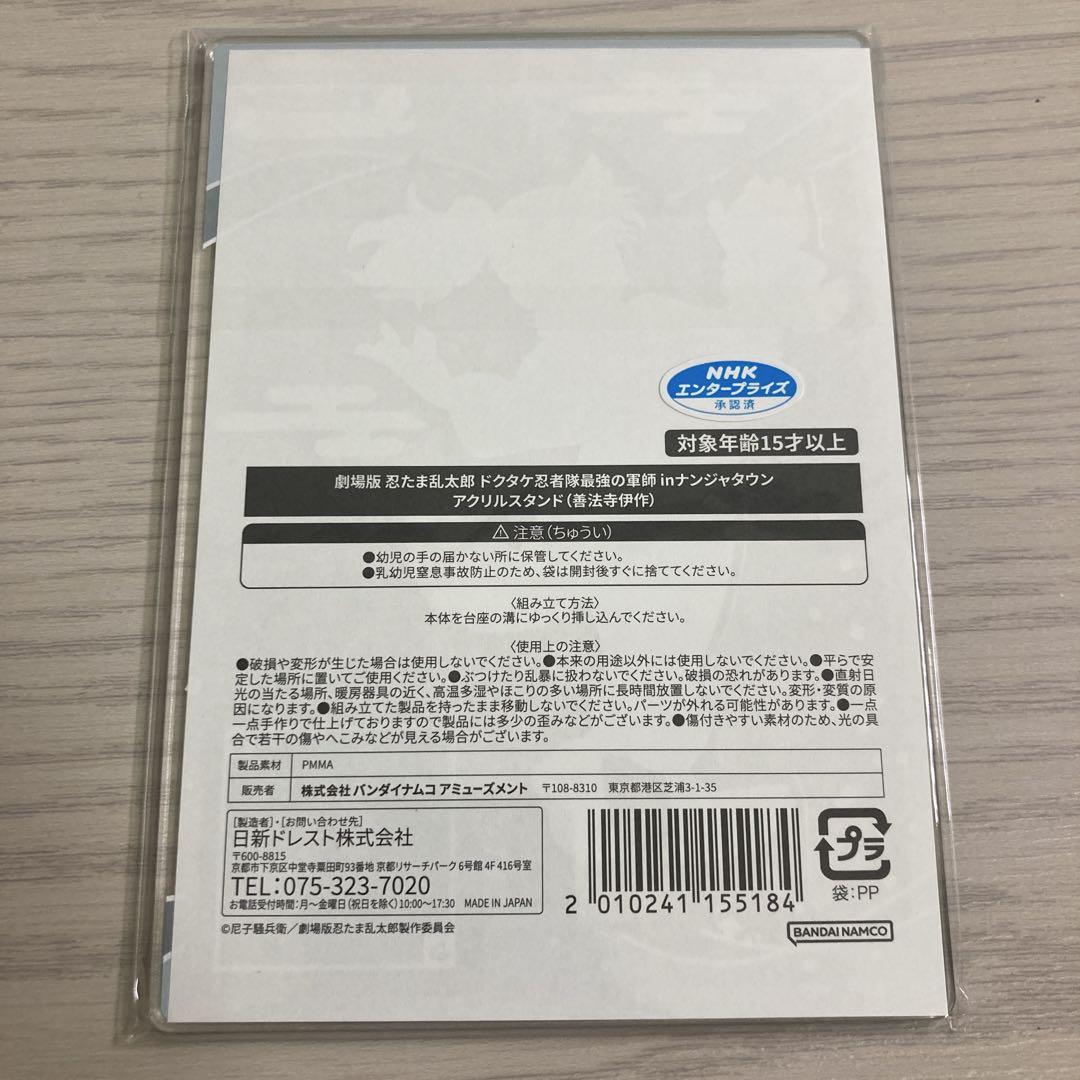 NHK
エンタープライズ
承認済
対象年齢15才以上
劇場版 忍たま乱太郎 ドクタケ忍者隊最強の軍師 inナンジャタウン
アクリルスタンド(善法寺伊作)
⚠注意(ちゅうい)
●幼児の手の届かない所に保管してください。
●乳幼児窒息事故防止のため、袋は開封後すぐに捨ててください。
〈組み立て方法〉
本体を台座の溝にゆっくり挿し込んでください。
〈使用上の注意〉
●破損や変形が生じた場合は使用しないでください。●本来の用途以外には使用しないでください。●平らで安
定した場所に置いてご使用ください。●ぶつけたり乱暴に扱わないでください。破損の恐れがあります。●直射日
光の当たる場所、暖房器具の近く、高温多湿やほこりの多い場所に長時間放置しないでください。変形・変質の原
因になります。●組み立てた製品を持ったまま移動しないでください。パーツが外れる可能性があります。●一点
一点手作りで仕上げておりますので製品には多少の歪みなどがございます。●傷付きやすい素材のため、光の具
合で若干の傷やへこみなどが見える場合がございます。
製品素材 PMMA
販売者 株式会社 バンダイナムコ アミューズメント 〒108-8310 東京都港区芝浦3-1-35
[製造者]・[お問い合わせ先]
日新ドレスト株式会社
〒600-8815
京都市下京区中堂寺粟田町93番地 京都リサーチパーク6号館 4F 416号室
TEL:075-323-7020
お電話受付時間:月〜金曜日(祝日を除く)10:00〜17:30 MADE IN JAPAN
©尼子騒兵衛/劇場版忍たま乱太郎製作委員会
2 010241 155184
プラ
袋:PP
BANDAI NAMCO